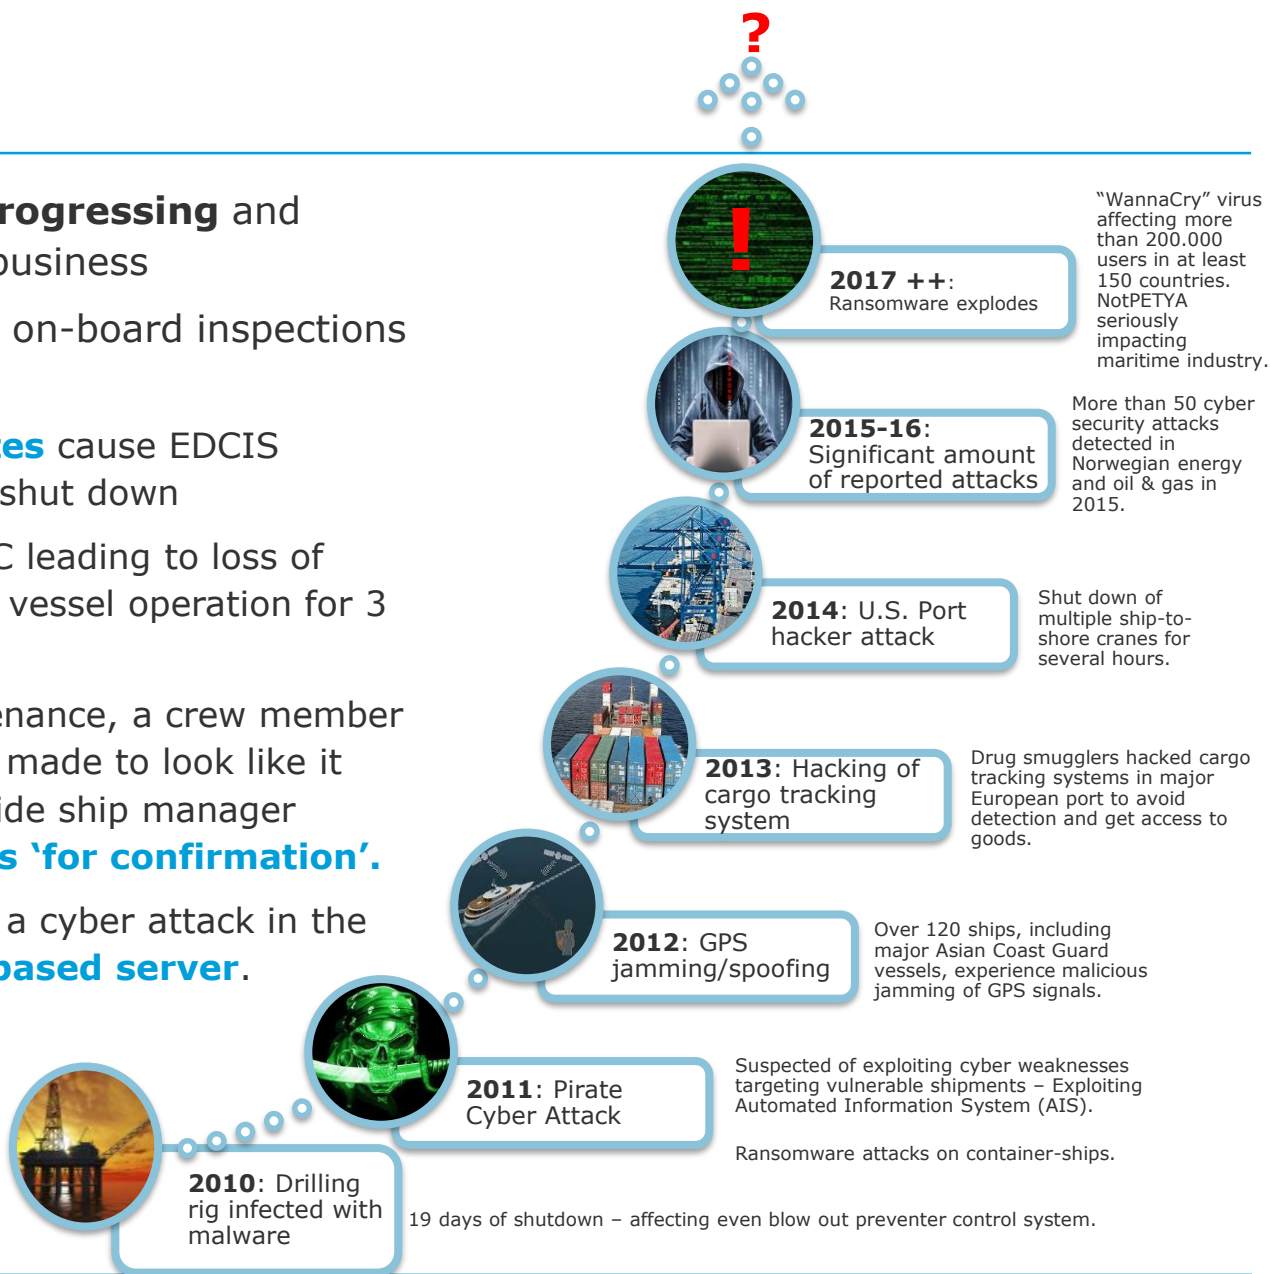 ?
rogressing and
business
on-board inspections
tes cause EDCIS
shut down
C leading to loss of
vessel operation for 3
enance, a crew member
made to look like it
ide ship manager
s ‘for confirmation’.
a cyber attack in the
based server.
!
2017 ++:
Ransomware explodes
“WannaCry” virus
affecting more
than 200.000
users in at least
150 countries.
NotPETYA
seriously
impacting
maritime industry.
2015-16:
Significant amount
of reported attacks
More than 50 cyber
security attacks
detected in
Norwegian energy
and oil & gas in
2015.
2014: U.S. Port
hacker attack
Shut down of
multiple ship-to-
shore cranes for
several hours.
2013: Hacking of
cargo tracking
system
Drug smugglers hacked cargo
tracking systems in major
European port to avoid
detection and get access to
goods.
2012: GPS
jamming/spoofing
Over 120 ships, including
major Asian Coast Guard
vessels, experience malicious
jamming of GPS signals.
2011: Pirate
Cyber Attack
Suspected of exploiting cyber weaknesses
targeting vulnerable shipments – Exploiting
Automated Information System (AIS).
Ransomware attacks on container-ships.
2010: Drilling
rig infected with
malware
19 days of shutdown – affecting even blow out preventer control system.